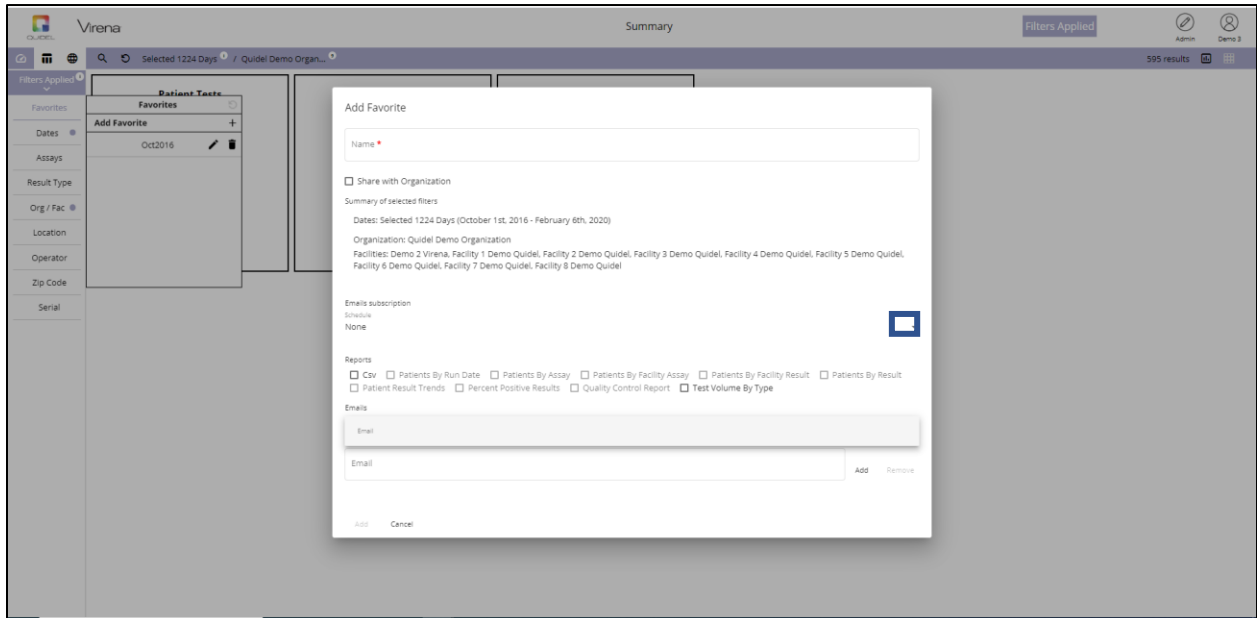 QUIDEL
Virena
Summary
Filters Applied
Admin
Demo 3
Selected 1224 Days / Quidel Demo Organ...
595 results
Filters Applied
Favorites
Dates
Assays
Result Type
Org / Fac
Location
Operator
Zip Code
Serial
Patient Tests
Favorites
Add Favorite +
Oct2016
Add Favorite
Name *
Share with Organization
Summary of selected filters
Dates: Selected 1224 Days (October 1st, 2016 - February 6th, 2020)
Organization: Quidel Demo Organization
Facilities: Demo 2 Virena, Facility 1 Demo Quidel, Facility 2 Demo Quidel, Facility 3 Demo Quidel, Facility 4 Demo Quidel, Facility 5 Demo Quidel,
Facility 6 Demo Quidel, Facility 7 Demo Quidel, Facility 8 Demo Quidel
Emails subscription
Schedule
None
Reports
Csv Patients By Run Date Patients By Assay Patients By Facility Assay Patients By Facility Result Patients By Result
Patient Result Trends Percent Positive Results Quality Control Report Test Volume By Type
Emails
Email
Email
Add Remove
Add Cancel